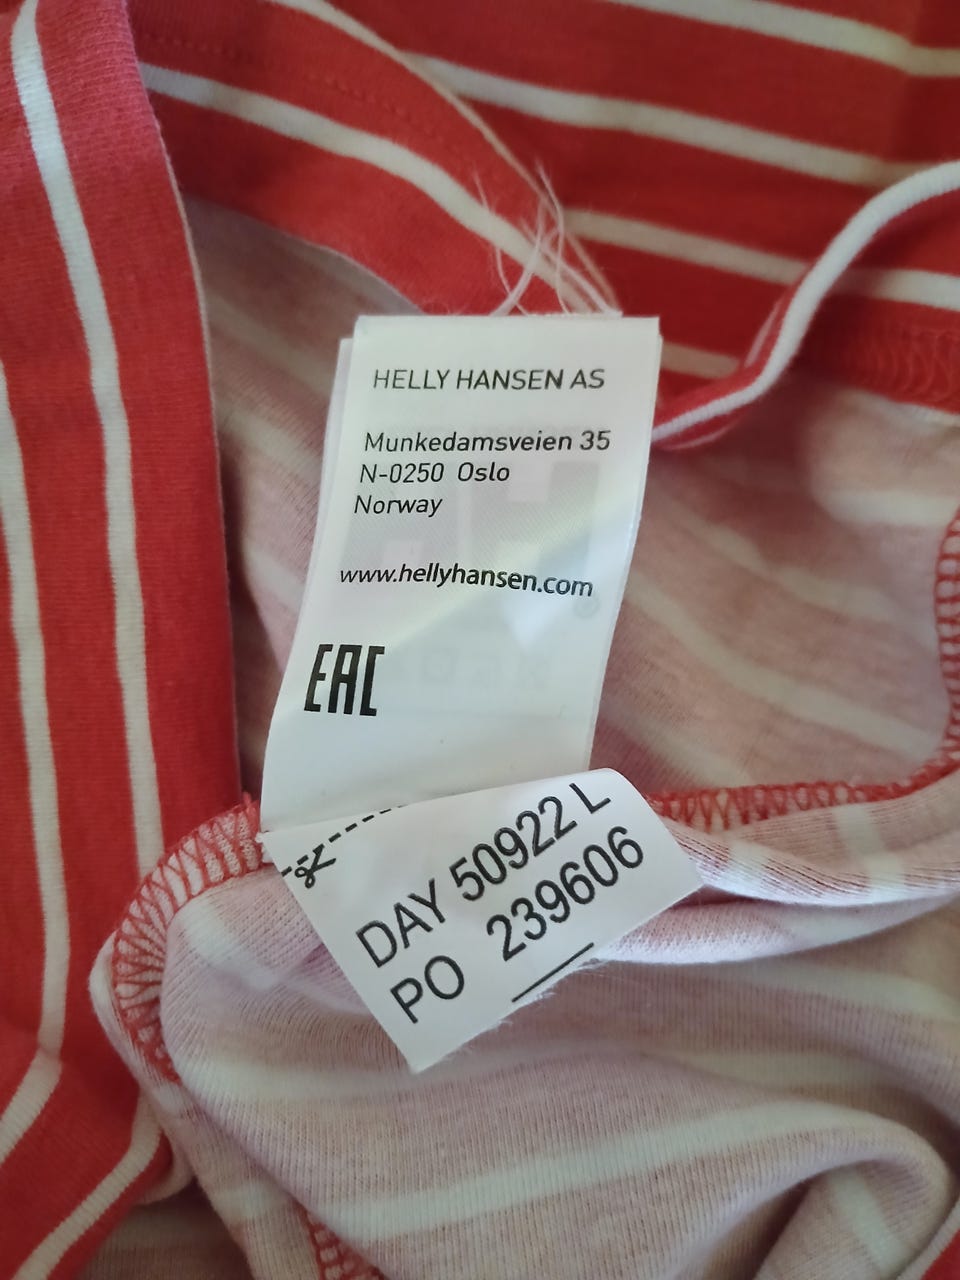 HELLY HANSEN AS
Munkedamsveien 35
N-0250 Oslo
Norway
www.hellyhansen.com
EAC
DAY 50922 L
PO 239606